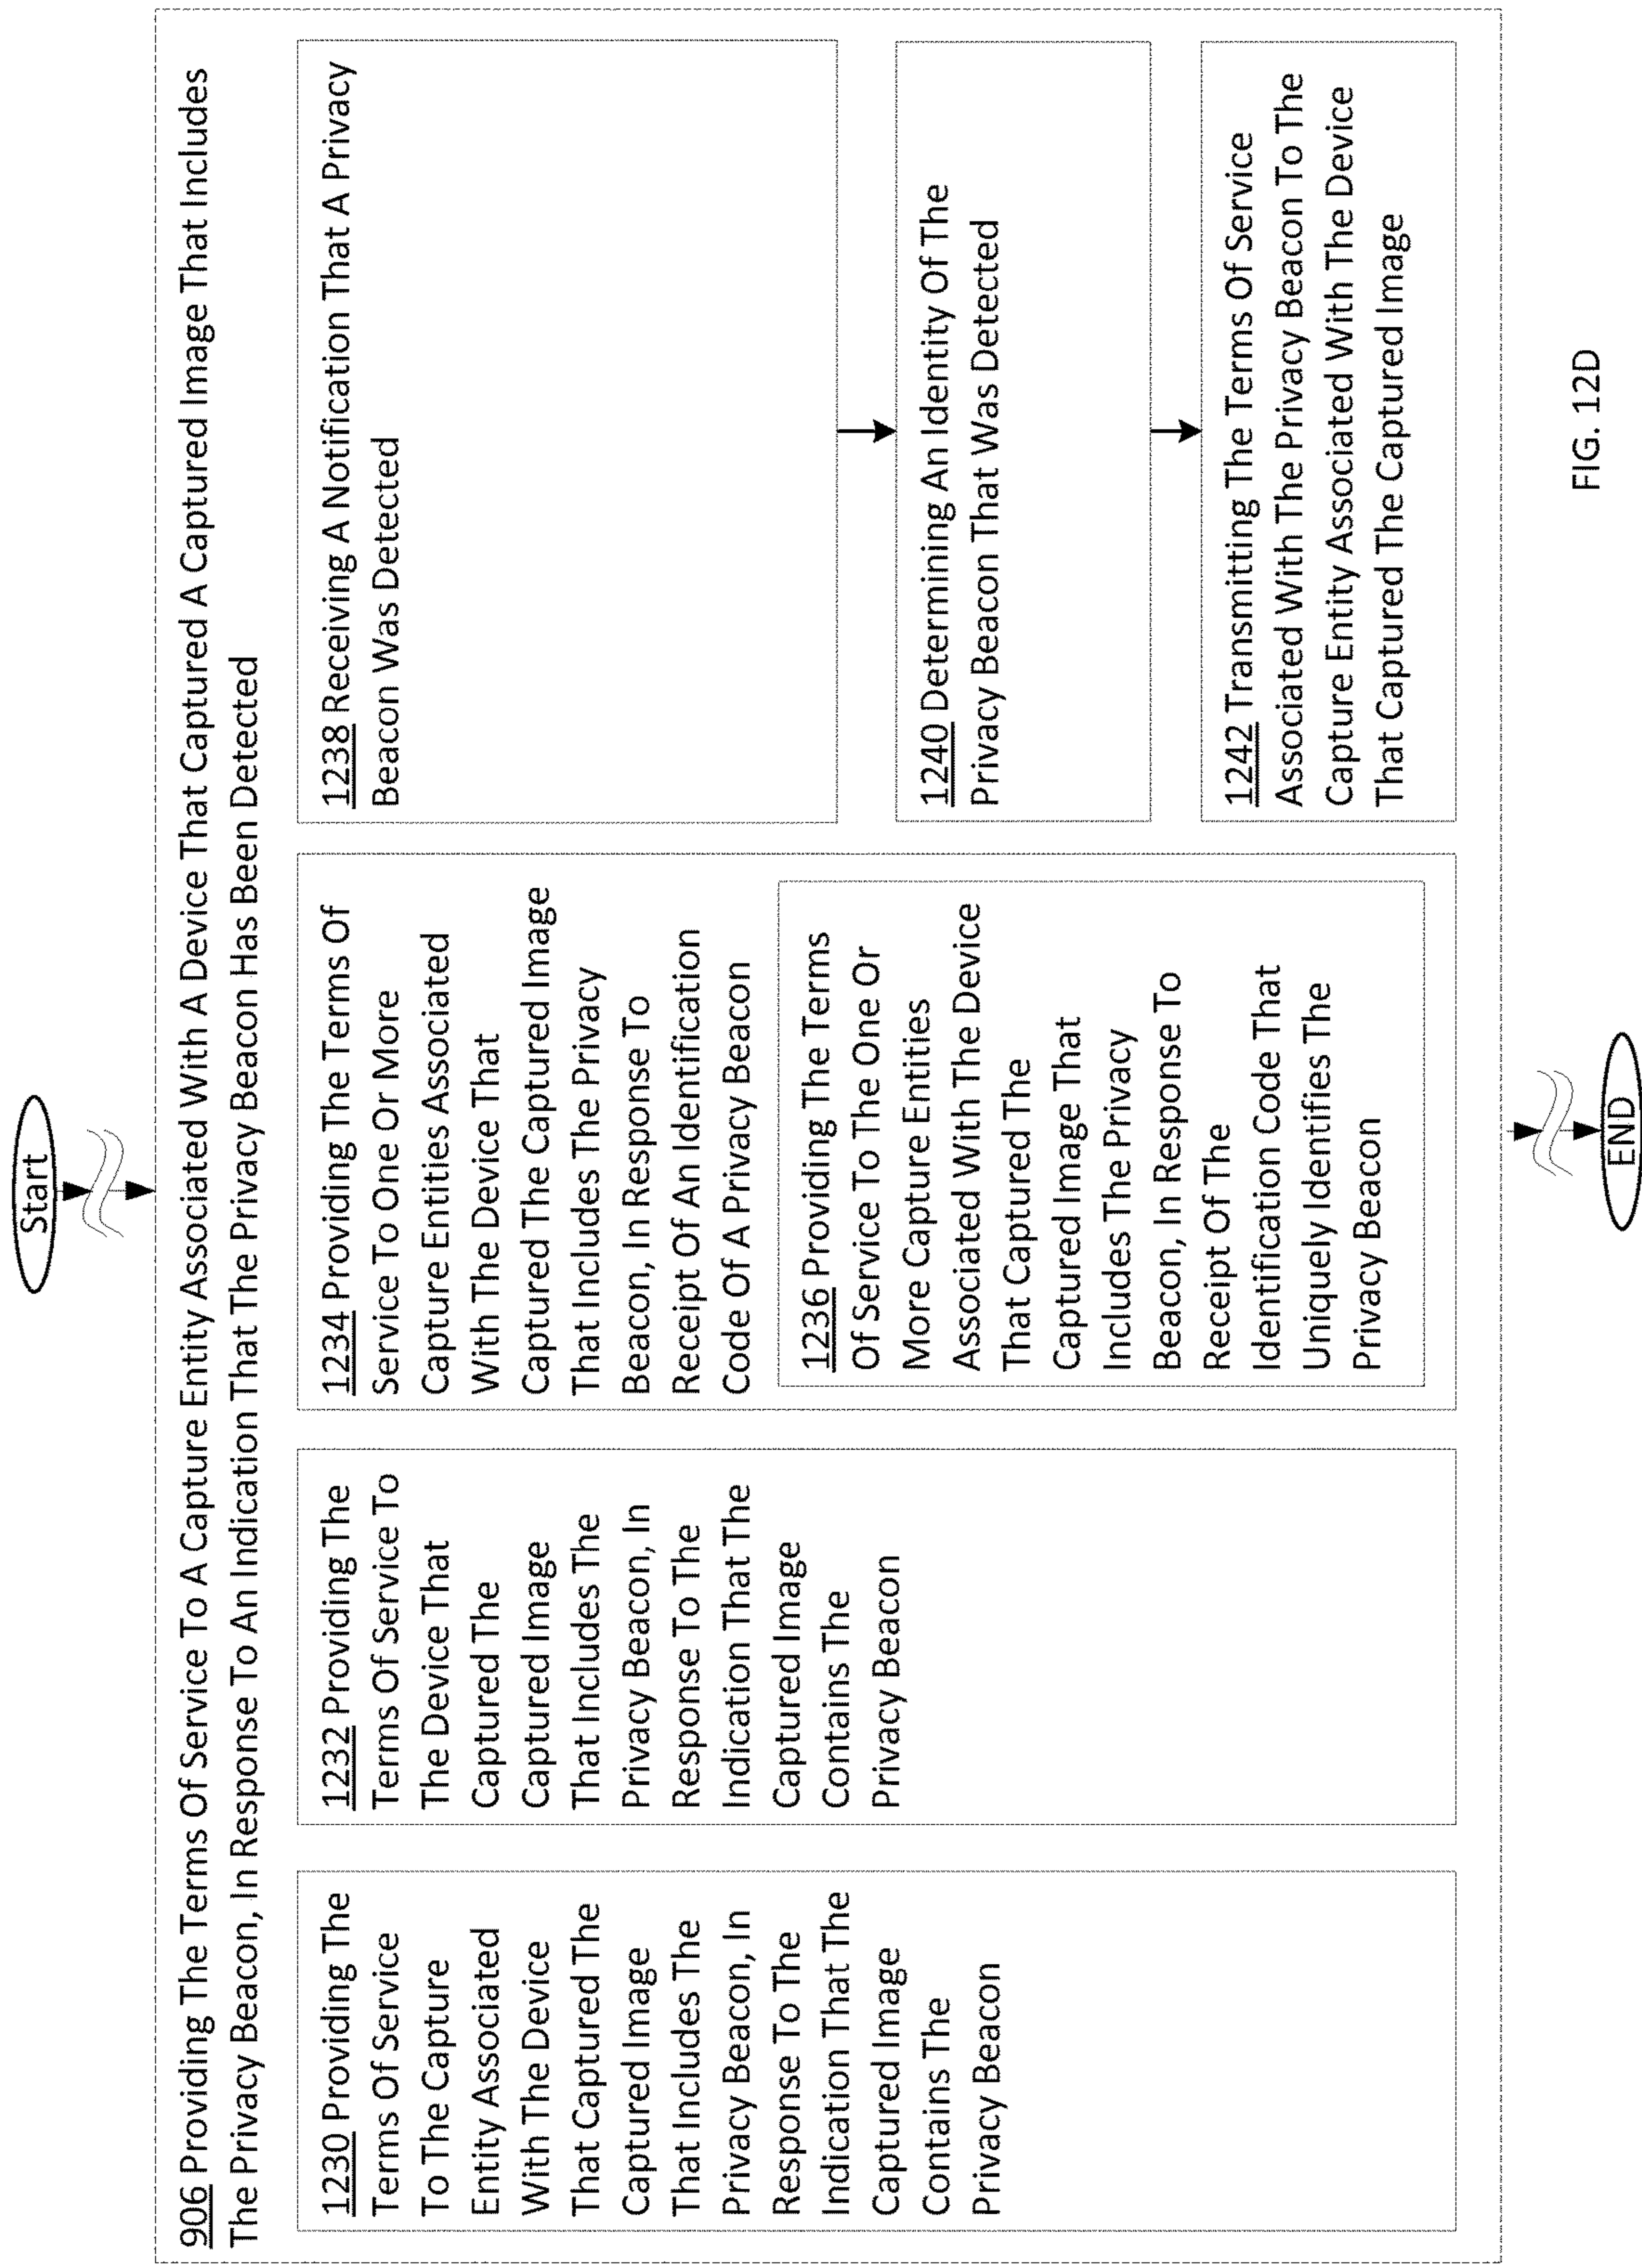 Start
906 Providing The Terms Of Service To A Capture Entity Associated With A Device That Captured A Captured Image That Includes
The Privacy Beacon, In Response To An Indication That The Privacy Beacon Has Been Detected
1230 Providing The
Terms Of Service
To The Capture
Entity Associated
With The Device
That Captured The
Captured Image
That Includes The
Privacy Beacon, In
Response To The
Indication That The
Captured Image
Contains The
Privacy Beacon
1232 Providing The
Terms Of Service To
The Device That
Captured The
Captured Image
That Includes The
Privacy Beacon, In
Response To The
Indication That The
Captured Image
Contains The
Privacy Beacon
1234 Providing The Terms Of
Service To One Or More
Capture Entities Associated
With The Device That
Captured The Captured Image
That Includes The Privacy
Beacon, In Response To
Receipt Of An Identification
Code Of A Privacy Beacon
1236 Providing The Terms
Of Service To The One Or
More Capture Entities
Associated With The Device
That Captured The
Captured Image That
Includes The Privacy
Beacon, In Response To
Receipt Of The
Identification Code That
Uniquely Identifies The
Privacy Beacon
1238 Receiving A Notification That A Privacy
Beacon Was Detected
1240 Determining An Identity Of The
Privacy Beacon That Was Detected
1242 Transmitting The Terms Of Service
Associated With The Privacy Beacon To The
Capture Entity Associated With The Device
That Captured The Captured Image
END
FIG. 12D